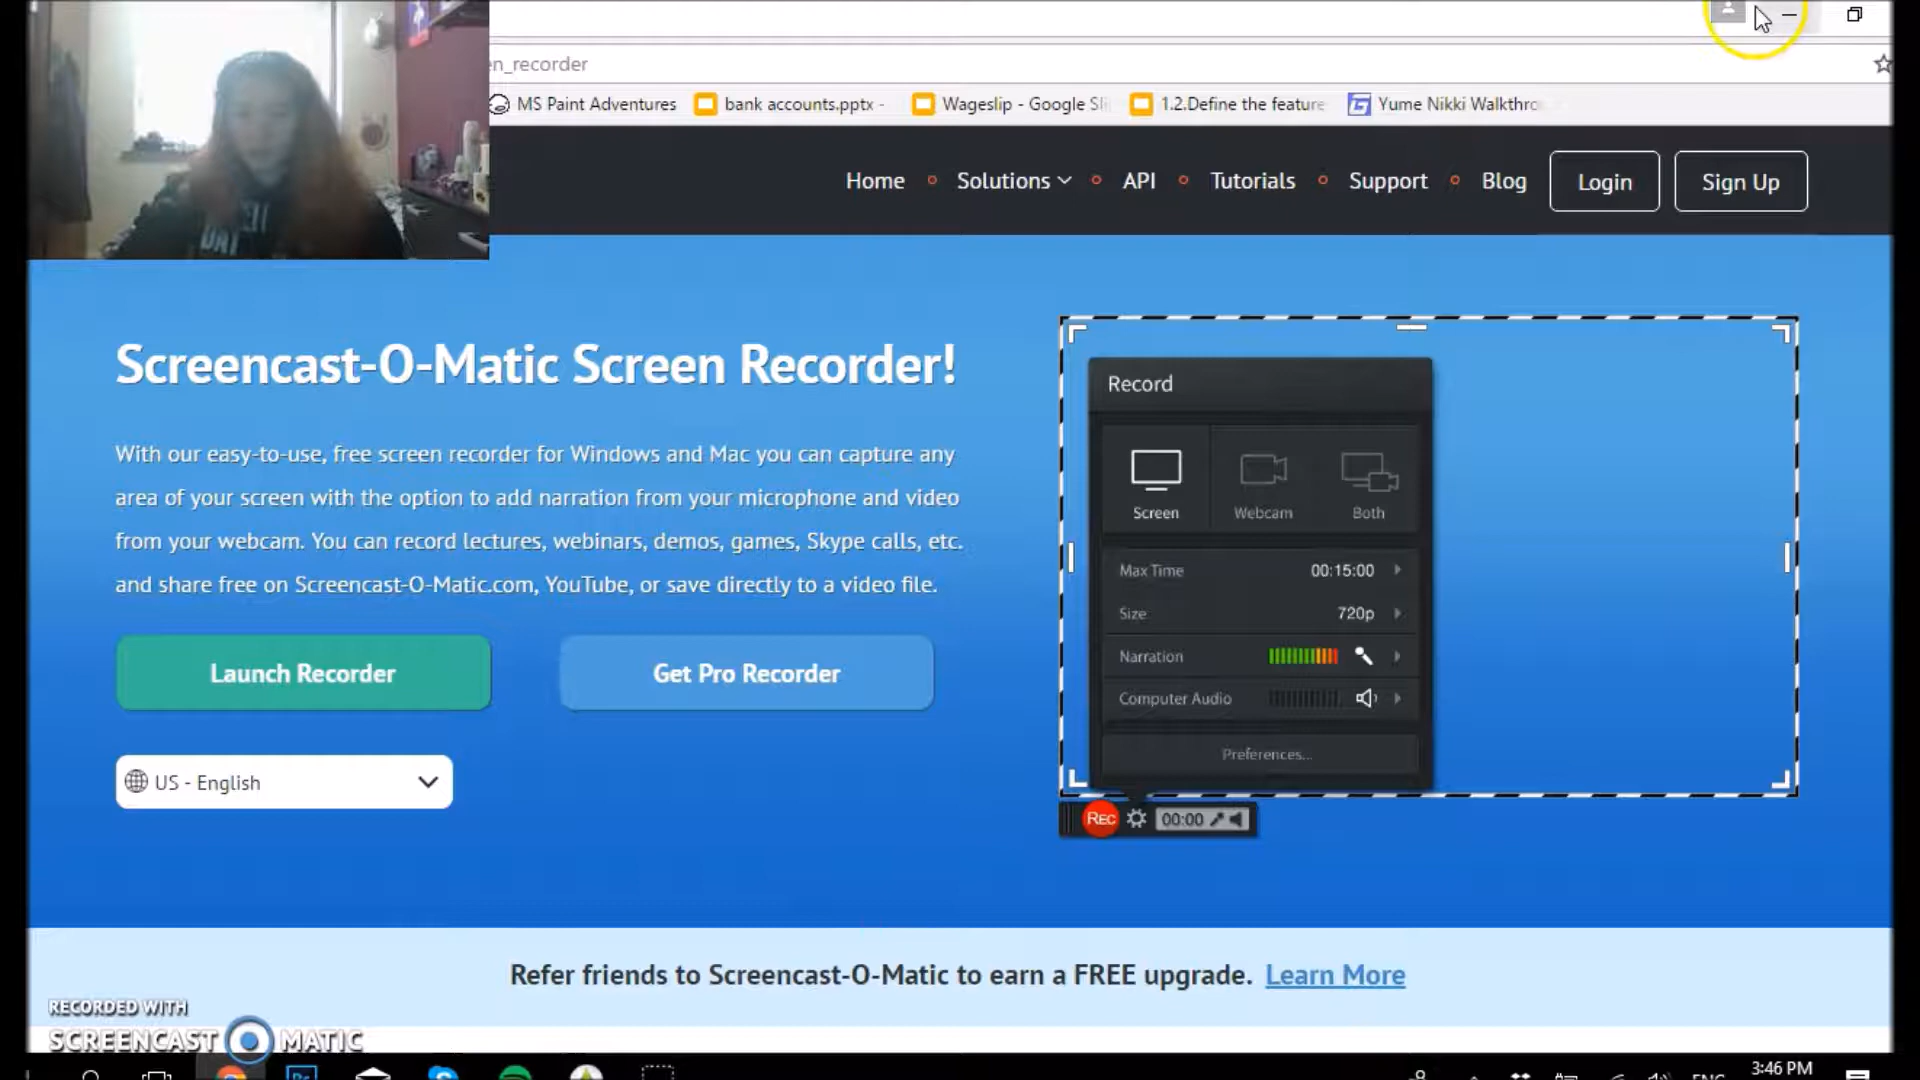 en_recorder
MS Paint Adventures
bank accounts.pptx -
Wageslip - Google Sli
1.2.Define the feature
Yume Nikki Walkthro
Home
Solutions
API
Tutorials
Support
Blog
Login
Sign Up
Screencast-O-Matic Screen Recorder!
With our easy-to-use, free screen recorder for Windows and Mac you can capture any
area of your screen with the option to add narration from your microphone and video
from your webcam. You can record lectures, webinars, demos, games, Skype calls, etc.
and share free on Screencast-O-Matic.com, YouTube, or save directly to a video file.
Launch Recorder
Get Pro Recorder
US - English
Record
Screen
Webcam
Both
Max Time 00:15:00
Size 720p
Narration
Computer Audio
Preferences...
REC 00:00
Refer friends to Screencast-O-Matic to earn a FREE upgrade. Learn More
RECORDED WITH
SCREENCAST MATIC
3:46 PM
ENG